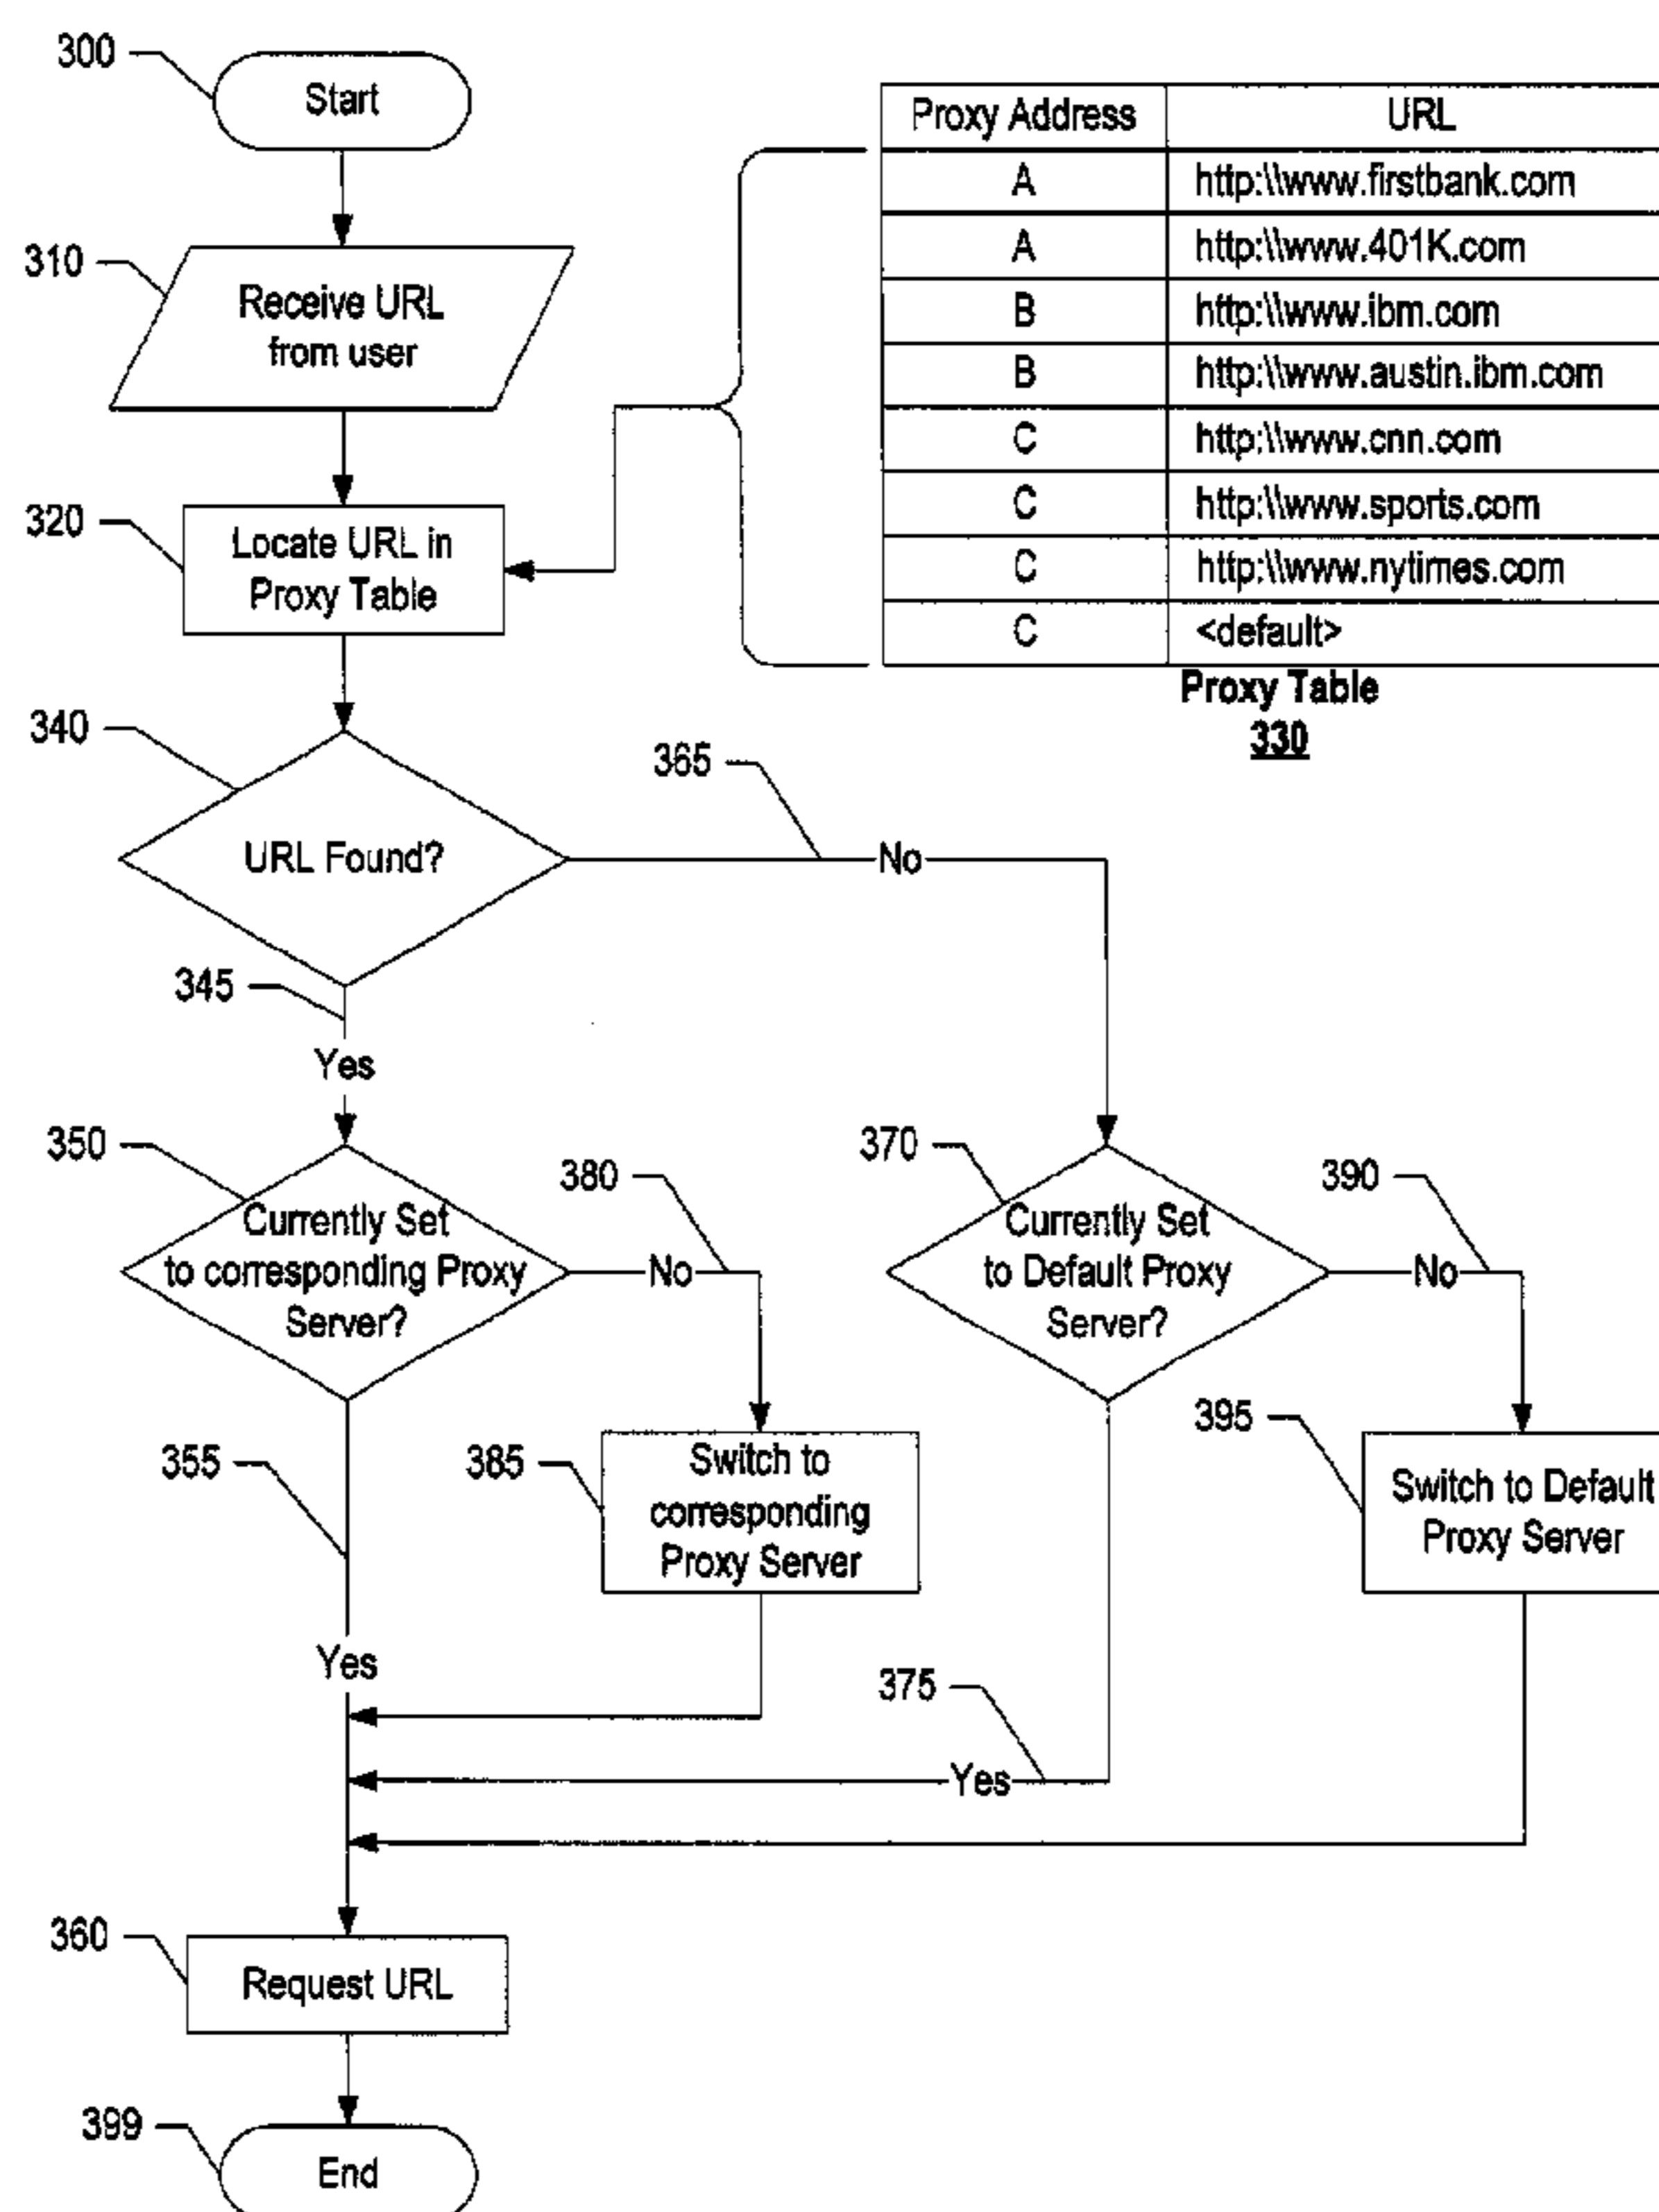 300
Start
310
Receive URL
from user
320
Locate URL in
Proxy Table
Proxy Address URL
A http:\\www.firstbank.com
A http:\\www.401K.com
B http:\\www.ibm.com
B http:\\www.austin.ibm.com
C http:\\www.cnn.com
C http:\\www.sports.com
C http:\\www.nytimes.com
C <default>
Proxy Table
330
340
URL Found?
365
No
345
Yes
350
Currently Set
to corresponding Proxy
Server?
380
No
370
Currently Set
to Default Proxy
Server?
390
No
355
Yes
385
Switch to
corresponding
Proxy Server
395
Switch to Default
Proxy Server
375
Yes
360
Request URL
399
End